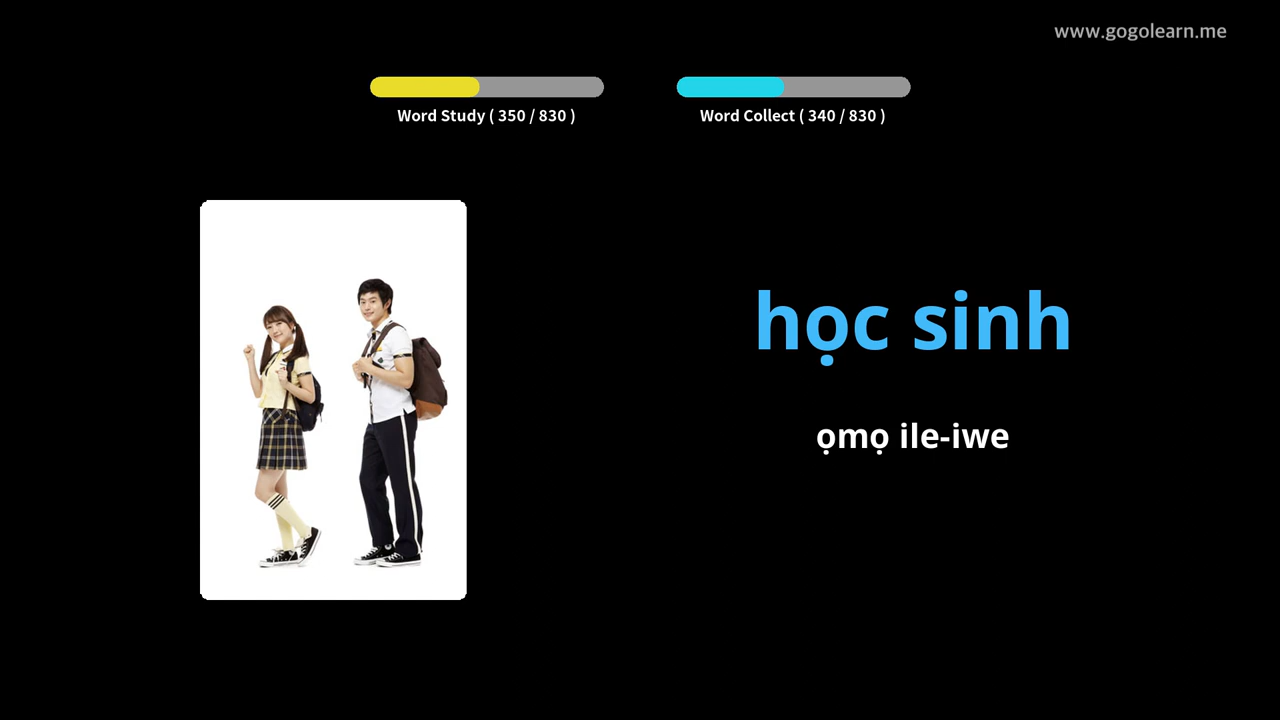 www.gogolearn.me
Word Study ( 350 / 830 )
Word Collect ( 340 / 830 )
học sinh
ọmọ ile-iwe